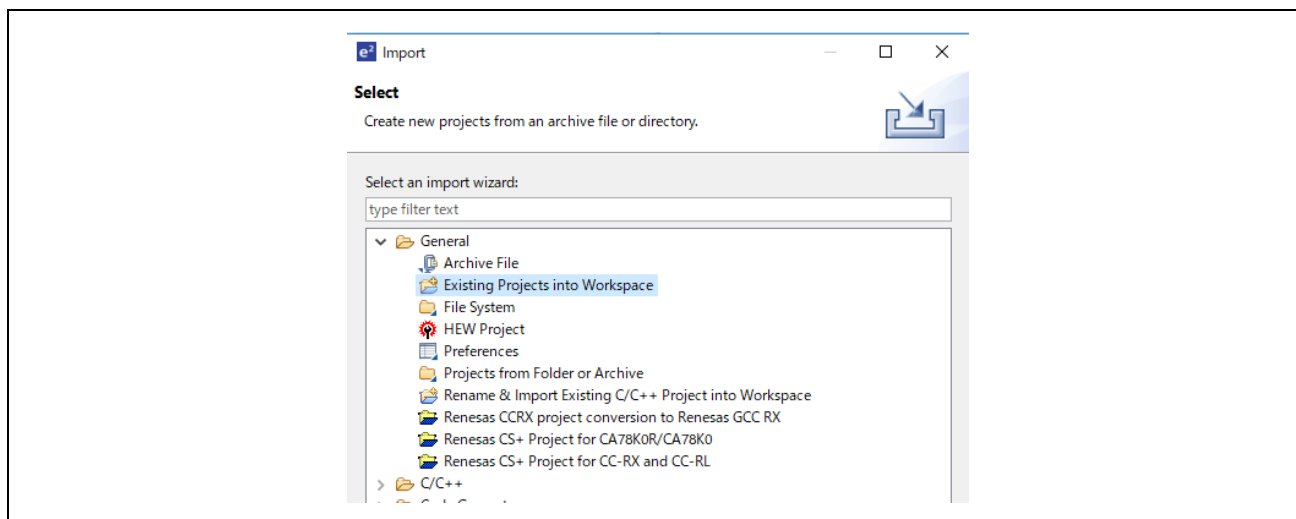 e² Import
Select
Create new projects from an archive file or directory.
Select an import wizard:
type filter text
General
Archive File
Existing Projects into Workspace
File System
HEW Project
Preferences
Projects from Folder or Archive
Rename & Import Existing C/C++ Project into Workspace
Renesas CCRX project conversion to Renesas GCC RX
Renesas CS+ Project for CA78K0R/CA78K0
Renesas CS+ Project for CC-RX and CC-RL
C/C++